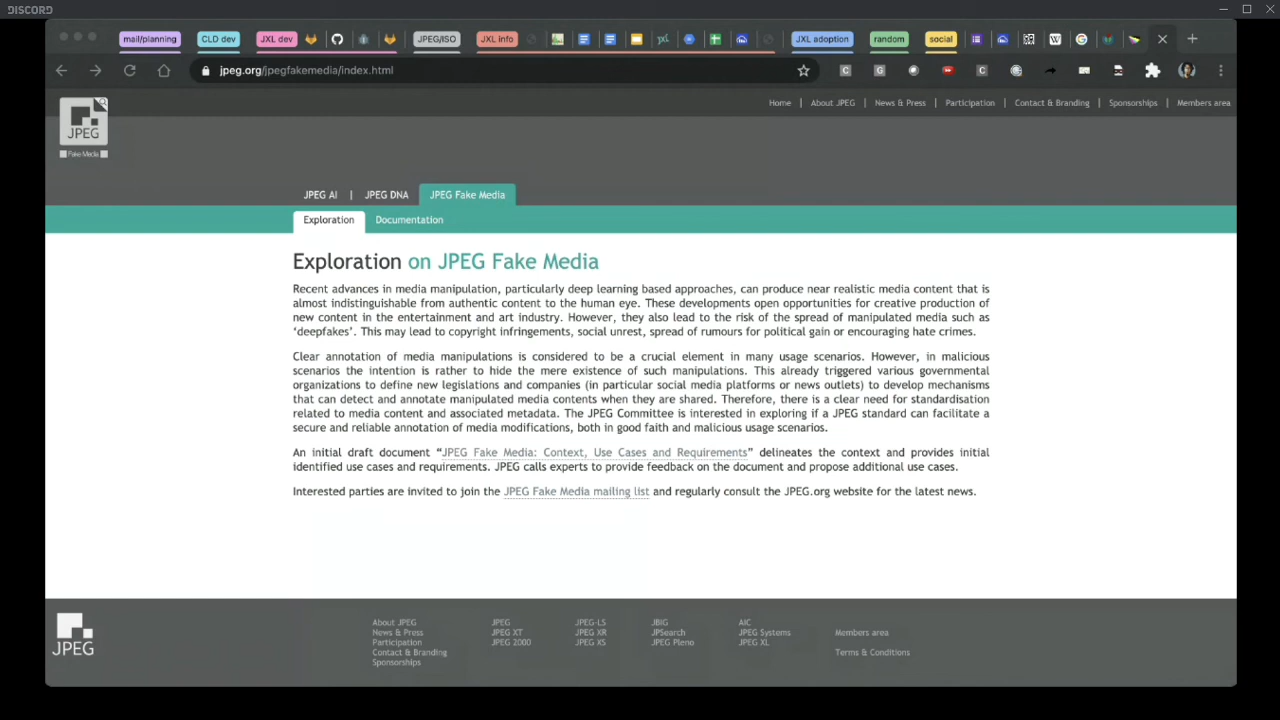 DISCORD
mail/planning CLD dev JXL dev JPEG/ISO JXL info JXL adoption random social
jpeg.org/jpegfakemedia/index.html
Home | About JPEG | News & Press | Participation | Contact & Branding | Sponsorships | Members area
JPEG
Fake Media
JPEG AI | JPEG DNA JPEG Fake Media
Exploration Documentation
Exploration on JPEG Fake Media
Recent advances in media manipulation, particularly deep learning based approaches, can produce near realistic media content that is
almost indistinguishable from authentic content to the human eye. These developments open opportunities for creative production of
new content in the entertainment and art industry. However, they also lead to the risk of the spread of manipulated media such as
‘deepfakes’. This may lead to copyright infringements, social unrest, spread of rumours for political gain or encouraging hate crimes.
Clear annotation of media manipulations is considered to be a crucial element in many usage scenarios. However, in malicious
scenarios the intention is rather to hide the mere existence of such manipulations. This already triggered various governmental
organizations to define new legislations and companies (in particular social media platforms or news outlets) to develop mechanisms
that can detect and annotate manipulated media contents when they are shared. Therefore, there is a clear need for standardisation
related to media content and associated metadata. The JPEG Committee is interested in exploring if a JPEG standard can facilitate a
secure and reliable annotation of media modifications, both in good faith and malicious usage scenarios.
An initial draft document “JPEG Fake Media: Context, Use Cases and Requirements” delineates the context and provides initial
identified use cases and requirements. JPEG calls experts to provide feedback on the document and propose additional use cases.
Interested parties are invited to join the JPEG Fake Media mailing list and regularly consult the JPEG.org website for the latest news.
JPEG
About JPEG
News & Press
Participation
Contact & Branding
Sponsorships
JPEG
JPEG XT
JPEG 2000
JPEG-LS
JPEG XR
JPEG XS
JBIG
JPSearch
JPEG Pleno
AIC
JPEG Systems
JPEG XL
Members area
Terms & Conditions